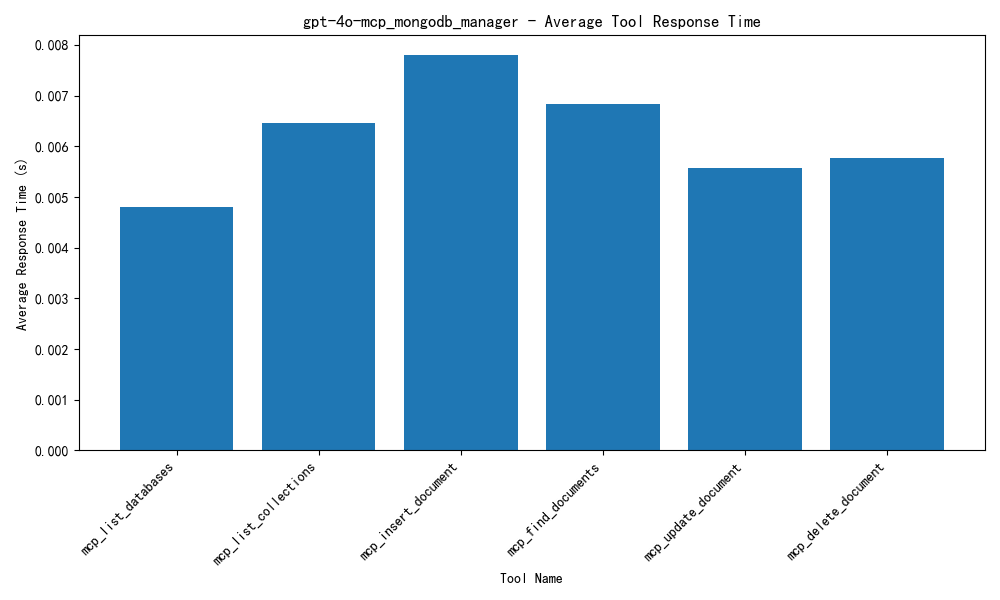 gpt-4o-mcp_mongodb_manager - Average Tool Response Time
Average Response Time (s)
0.008
0.007
0.006
0.005
0.004
0.003
0.002
0.001
0.000
mcp_list_databases
mcp_list_collections
mcp_insert_document
mcp_find_documents
mcp_update_document
mcp_delete_document
Tool Name